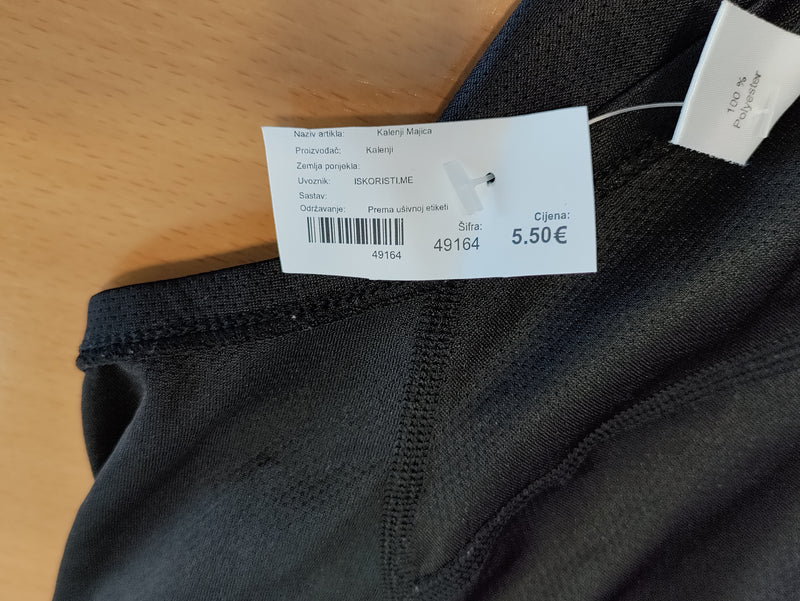 Naziv artikla: Kalenji Majica
Proizvođač: Kalenji
Zemlja porijekla:
Uvoznik: ISKORISTI.ME
Sastav:
Održavanje: Prema ušivnoj etiketi
49164
Šifra:
49164
Cijena:
5.50€
100 %
Polyester